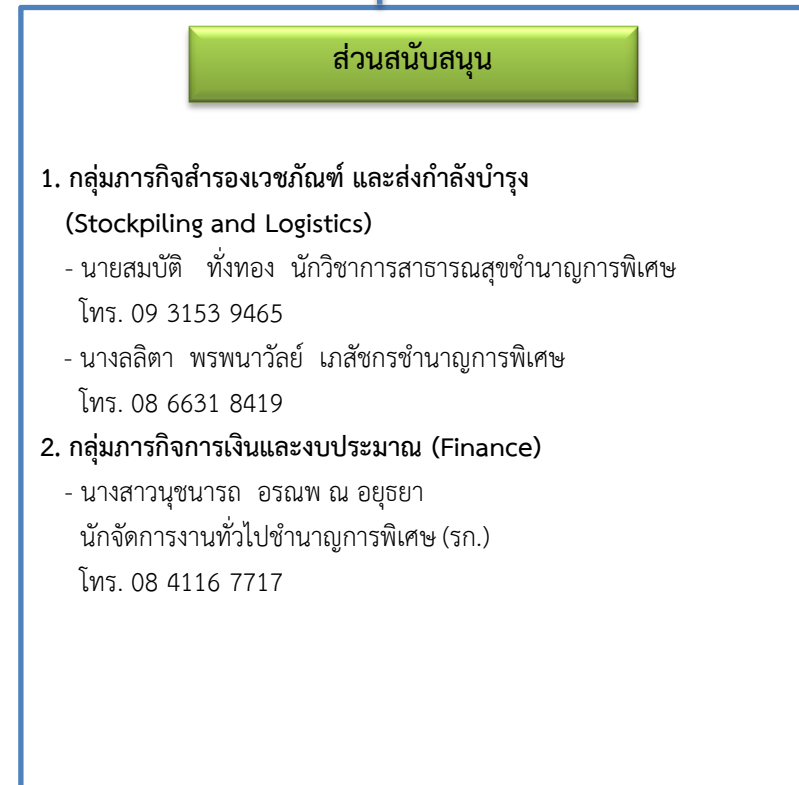 ส่วนสนับสนุน
1. กลุ่มภารกิจสำรองเวชภัณฑ์ และส่งกำลังบำรุง
(Stockpiling and Logistics)
- นายสมบัติ ทั่งทอง นักวิชาการสาธารณสุขชำนาญการพิเศษ
โทร. 09 3153 9465
- นางลลิตา พรพนาวัลย์ เภสัชกรชำนาญการพิเศษ
โทร. 08 6631 8419
2. กลุ่มภารกิจการเงินและงบประมาณ (Finance)
- นางสาวนุชนารถ อรณพ ณ อยุธยา
นักจัดการงานทั่วไปชำนาญการพิเศษ (รก.)
โทร. 08 4116 7717